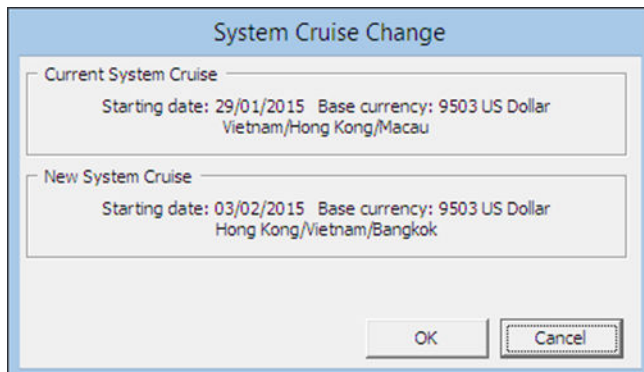 System Cruise Change
Current System Cruise
Starting date: 29/01/2015 Base currency: 9503 US Dollar
Vietnam/Hong Kong/Macau
New System Cruise
Starting date: 03/02/2015 Base currency: 9503 US Dollar
Hong Kong/Vietnam/Bangkok
OK Cancel